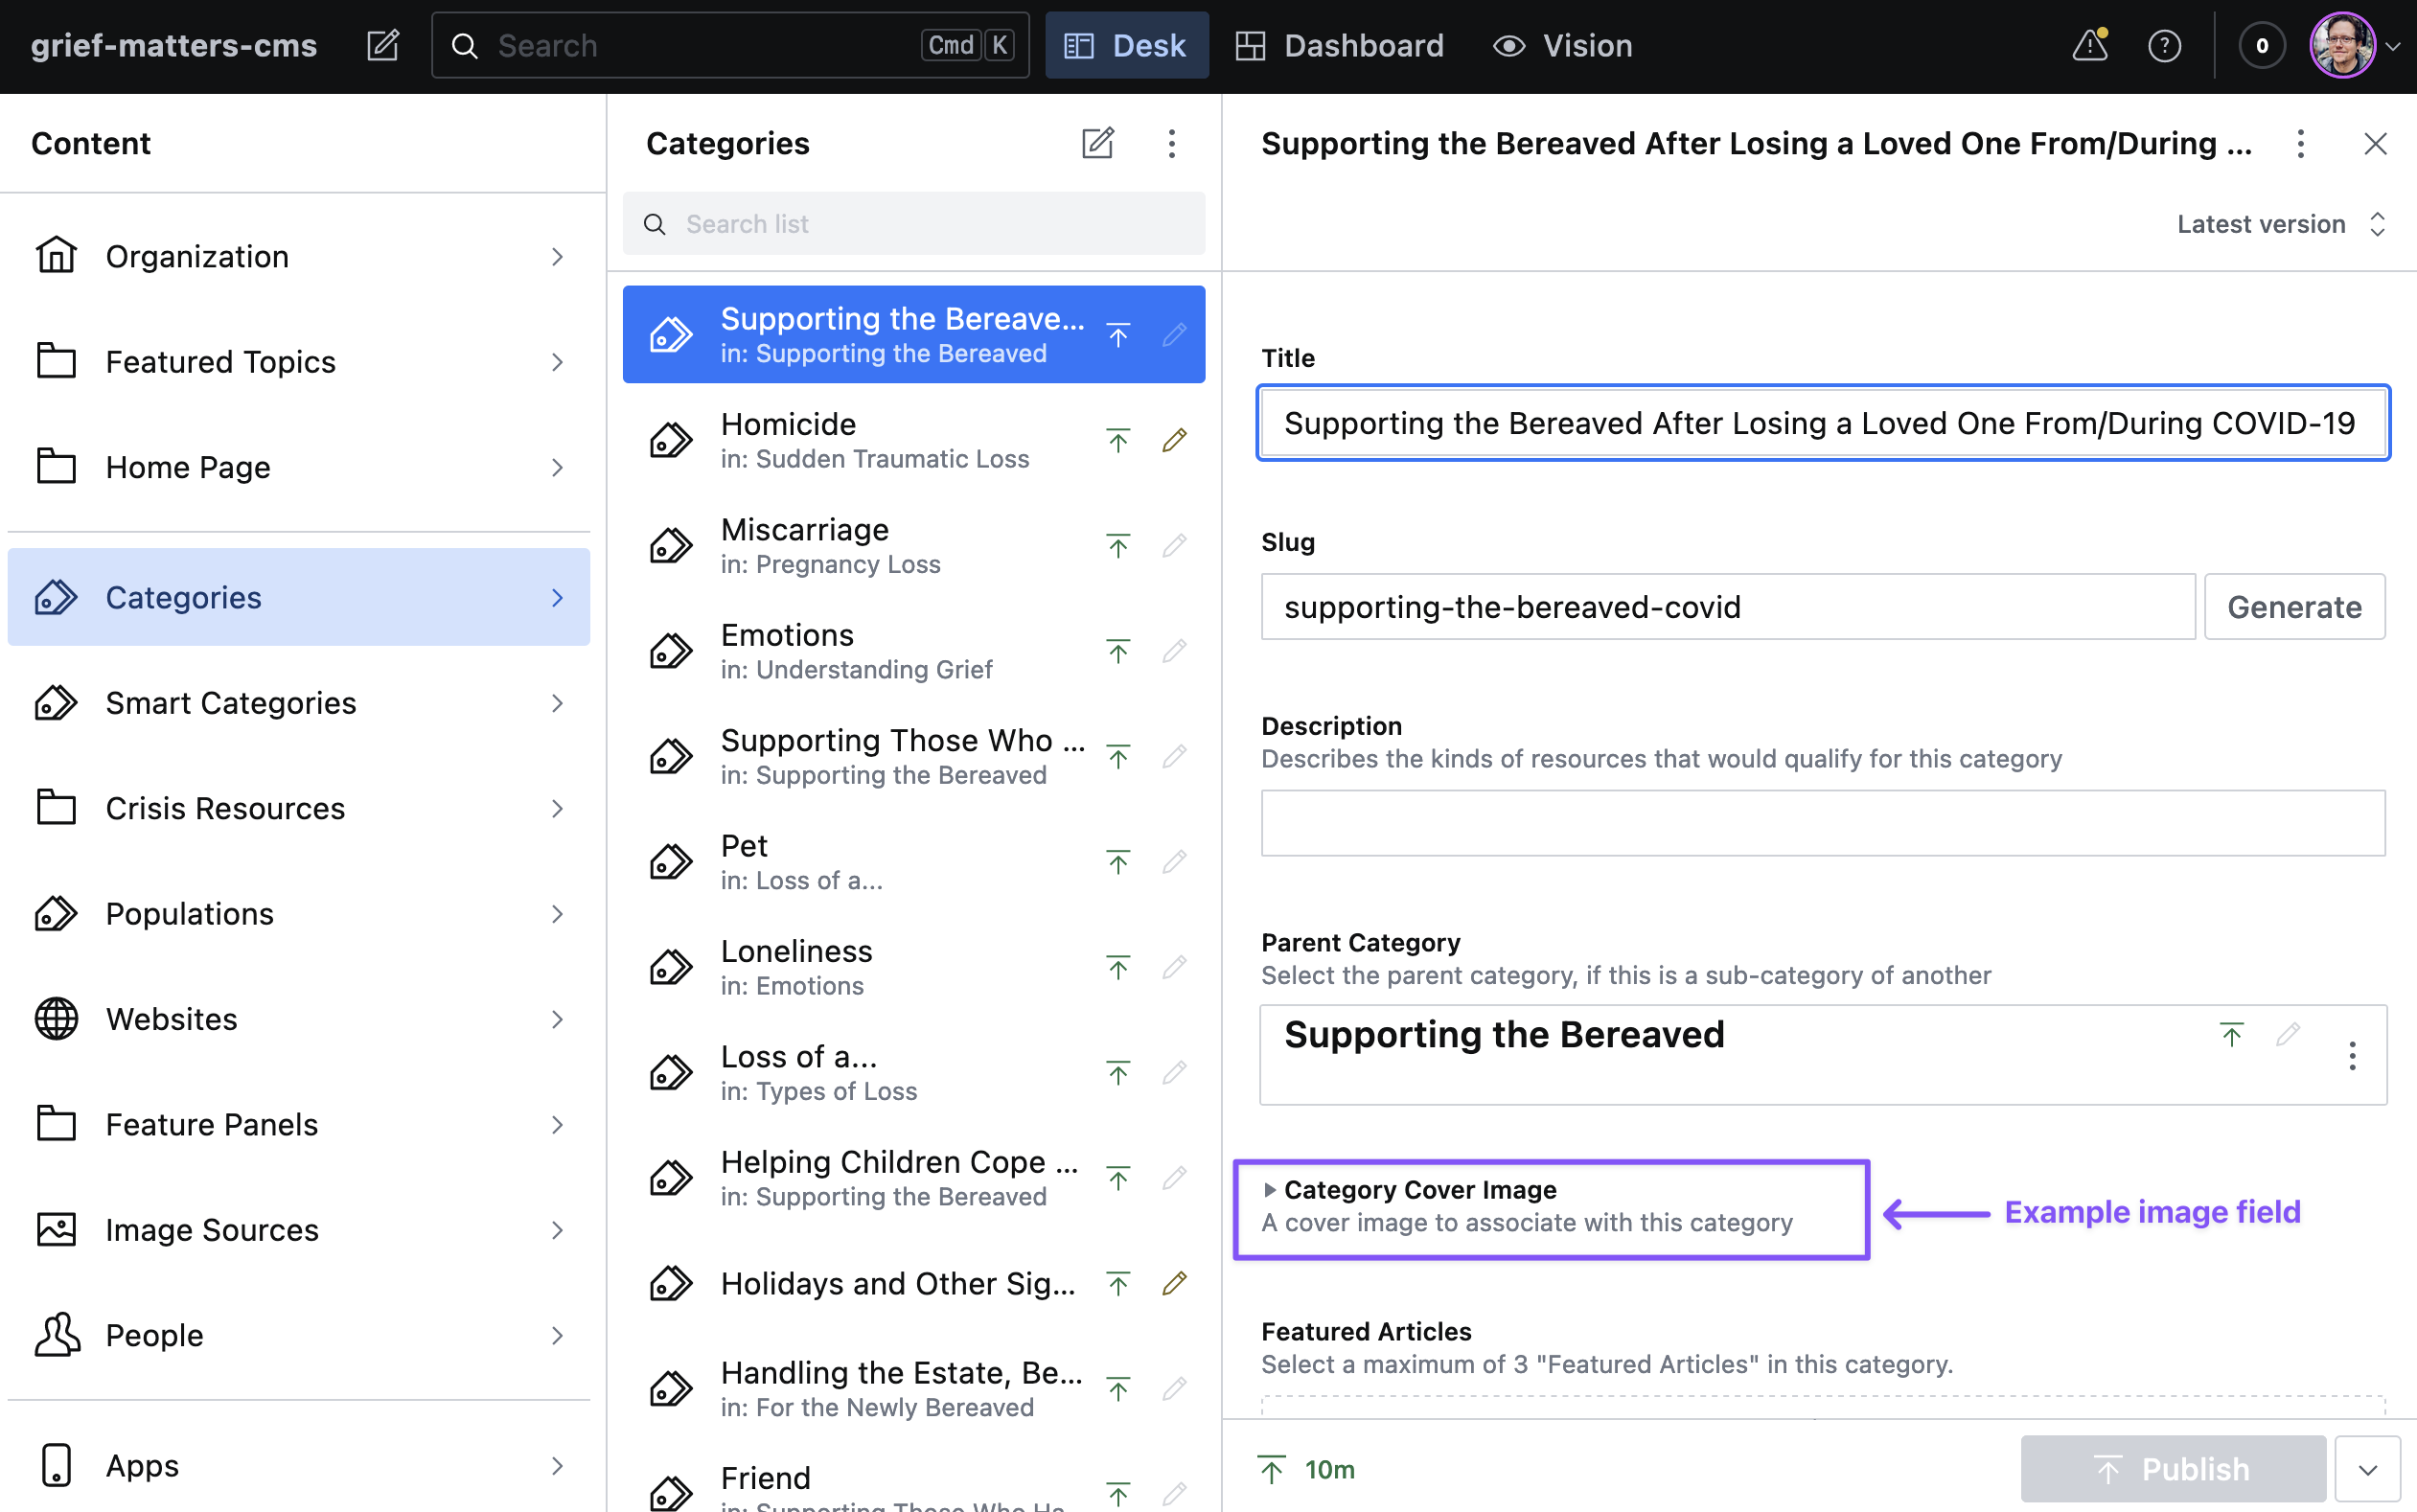 grief-matters-cms
Search
Cmd K
Desk
Dashboard
Vision
0
Content
Organization
Featured Topics
Home Page
Categories
Smart Categories
Crisis Resources
Populations
Websites
Feature Panels
Image Sources
People
Apps
Categories
Search list
Supporting the Bereave...
in: Supporting the Bereaved
Homicide
in: Sudden Traumatic Loss
Miscarriage
in: Pregnancy Loss
Emotions
in: Understanding Grief
Supporting Those Who ...
in: Supporting the Bereaved
Pet
in: Loss of a...
Loneliness
in: Emotions
Loss of a...
in: Types of Loss
Helping Children Cope ...
in: Supporting the Bereaved
Holidays and Other Sig...
Handling the Estate, Be...
in: For the Newly Bereaved
Friend
in: Supporting Those Who Ha...
Supporting the Bereaved After Losing a Loved One From/During ...
Latest version
Title
Supporting the Bereaved After Losing a Loved One From/During COVID-19
Slug
supporting-the-bereaved-covid
Generate
Description
Describes the kinds of resources that would qualify for this category
Parent Category
Select the parent category, if this is a sub-category of another
Supporting the Bereaved
Category Cover Image
A cover image to associate with this category
Example image field
Featured Articles
Select a maximum of 3 "Featured Articles" in this category.
10m
Publish